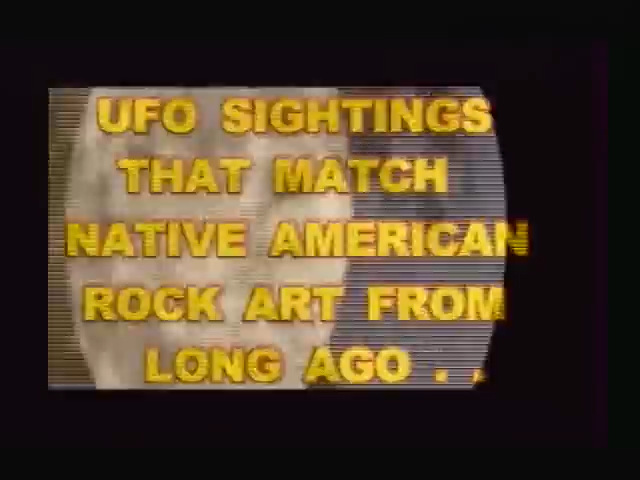 UFO SIGHTINGS
THAT MATCH
NATIVE AMERICAN
ROCK ART FROM
LONG AGO . .